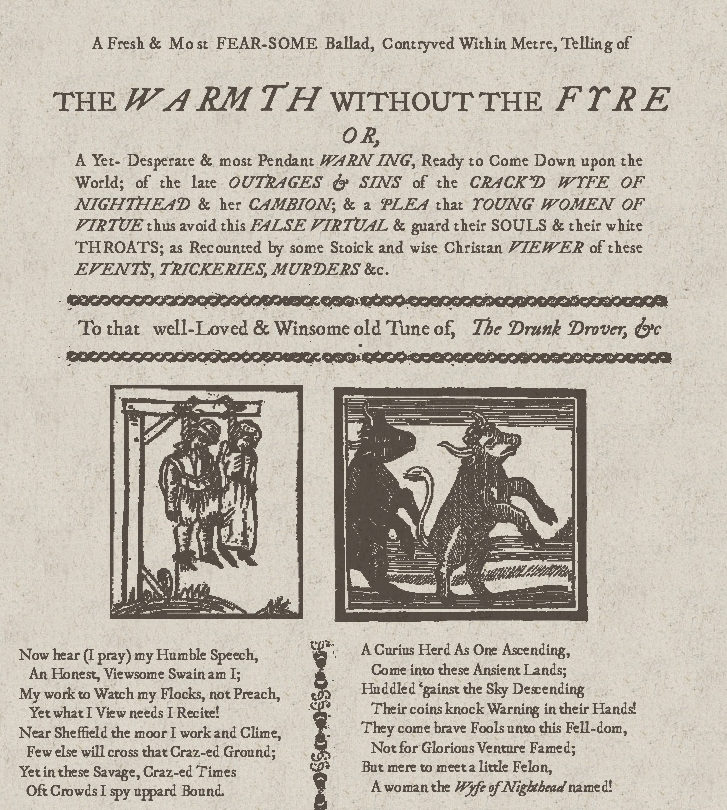 A Fresh & Most FEAR-SOME Ballad, Contryved Within Metre, Telling of
THE WARMTH WITHOUT THE FYRE
OR,
A Yet- Desperate & most Pendant WARNING, Ready to Come Down upon the
World; of the late OUTRAGES & SINS of the CRACK'D WYFE OF
NIGHTHEAD & her CAMBION; & a PLEA that YOUNG WOMEN OF
VIRTUE thus avoid this FALSE VIRTUAL & guard their SOULS & their white
THROATS; as Recounted by some Stoick and wise Christan VIEWER of these
EVENTS, TRICKERIES, MURDERS &c.
To that well-Loved & Winsome old Tune of, The Drunk Drover, &c
Now hear (I pray) my Humble Speech,
An Honest, Viewsome Swain am I;
My work to Watch my Flocks, not Preach,
Yet what I View needs I Recite!
Near Sheffield the moor I work and Clime,
Few else will cross that Craz-ed Ground;
Yet in these Savage, Craz-ed Times
Oft Crowds I spy uppard Bound.
A Curius Herd As One Ascending,
Come into these Ansient Lands;
Huddled 'gainst the Sky Descending
Their coins knock Warning in their Hands!
They come brave Fools unto this Fell-dom,
Not for Glorious Venture Famed;
But mere to meet a little Felon,
A woman the Wyfe of Nighthead named!